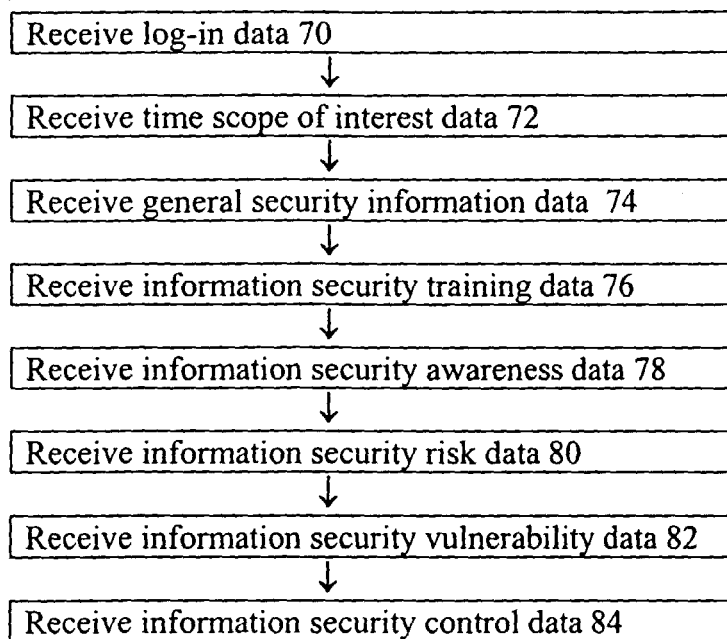 Receive log-in data 70
Receive time scope of interest data 72
Receive general security information data 74
Receive information security training data 76
Receive information security awareness data 78
Receive information security risk data 80
Receive information security vulnerability data 82
Receive information security control data 84